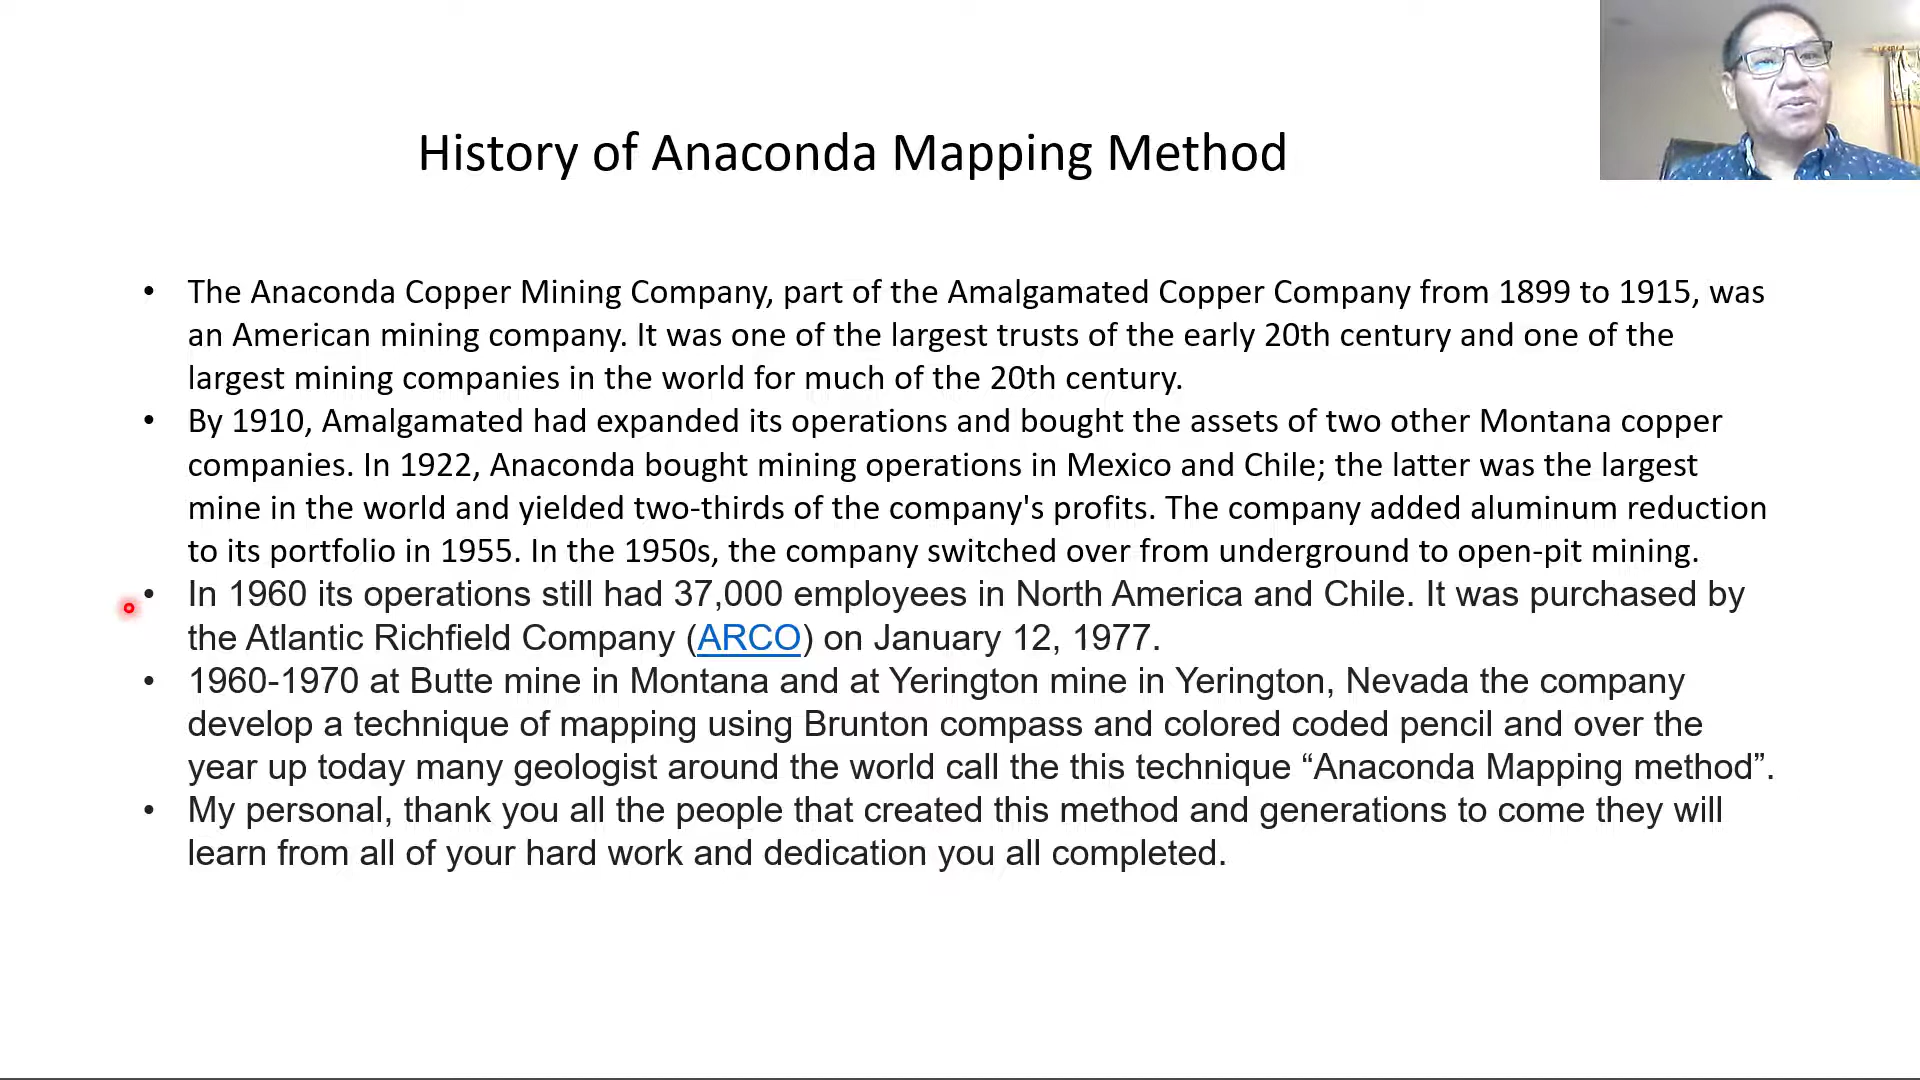 History of Anaconda Mapping Method
• The Anaconda Copper Mining Company, part of the Amalgamated Copper Company from 1899 to 1915, was
an American mining company. It was one of the largest trusts of the early 20th century and one of the
largest mining companies in the world for much of the 20th century.
• By 1910, Amalgamated had expanded its operations and bought the assets of two other Montana copper
companies. In 1922, Anaconda bought mining operations in Mexico and Chile; the latter was the largest
mine in the world and yielded two-thirds of the company's profits. The company added aluminum reduction
to its portfolio in 1955. In the 1950s, the company switched over from underground to open-pit mining.
• In 1960 its operations still had 37,000 employees in North America and Chile. It was purchased by
the Atlantic Richfield Company (ARCO) on January 12, 1977.
• 1960-1970 at Butte mine in Montana and at Yerington mine in Yerington, Nevada the company
develop a technique of mapping using Brunton compass and colored coded pencil and over the
year up today many geologist around the world call the this technique “Anaconda Mapping method”.
• My personal, thank you all the people that created this method and generations to come they will
learn from all of your hard work and dedication you all completed.